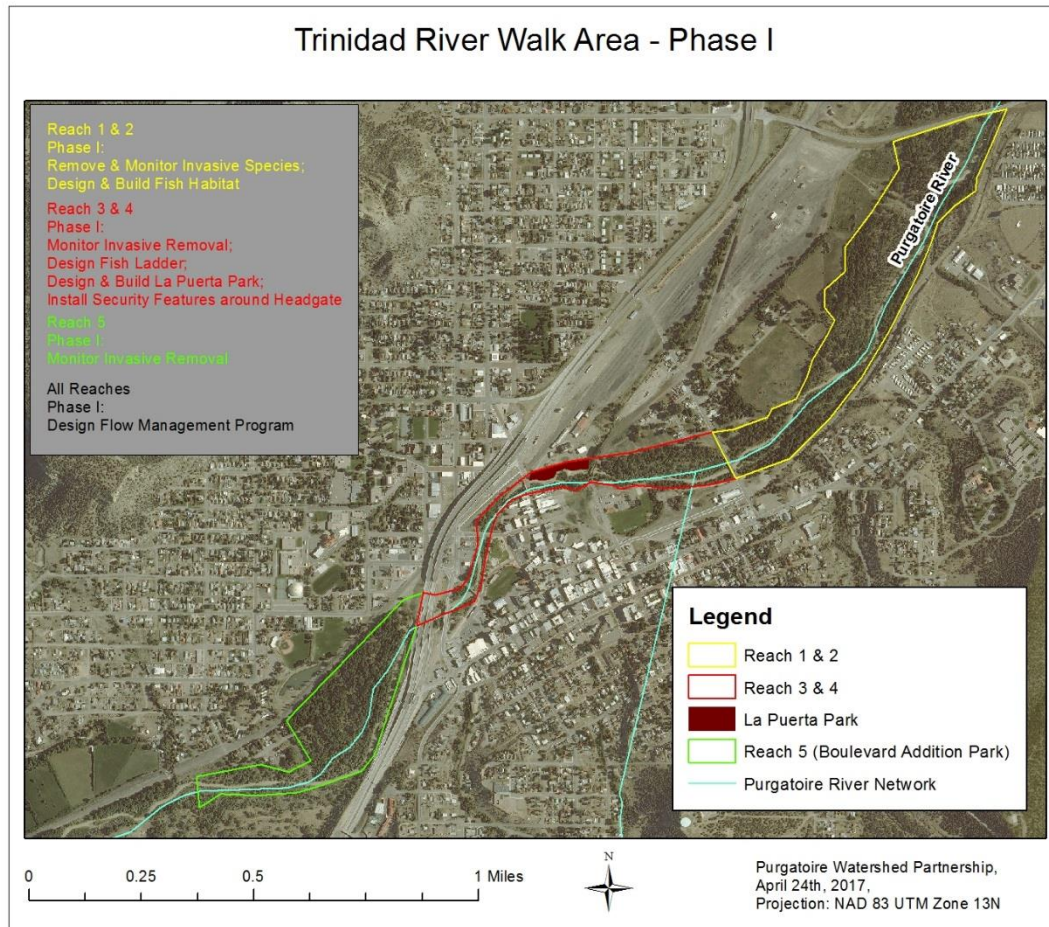 Trinidad River Walk Area - Phase I
Reach 1 & 2
Phase I:
Remove & Monitor Invasive Species;
Design & Build Fish Habitat
Reach 3 & 4
Phase I:
Monitor Invasive Removal;
Design Fish Ladder;
Design & Build La Puerta Park;
Install Security Features around Headgate
Reach 5
Phase I:
Monitor Invasive Removal
All Reaches
Phase I:
Design Flow Management Program
Purgatoire River
Legend
Reach 1 & 2
Reach 3 & 4
La Puerta Park
Reach 5 (Boulevard Addition Park)
Purgatoire River Network
0 0.25 0.5 1 Miles
N
Purgatoire Watershed Partnership,
April 24th, 2017,
Projection: NAD 83 UTM Zone 13N